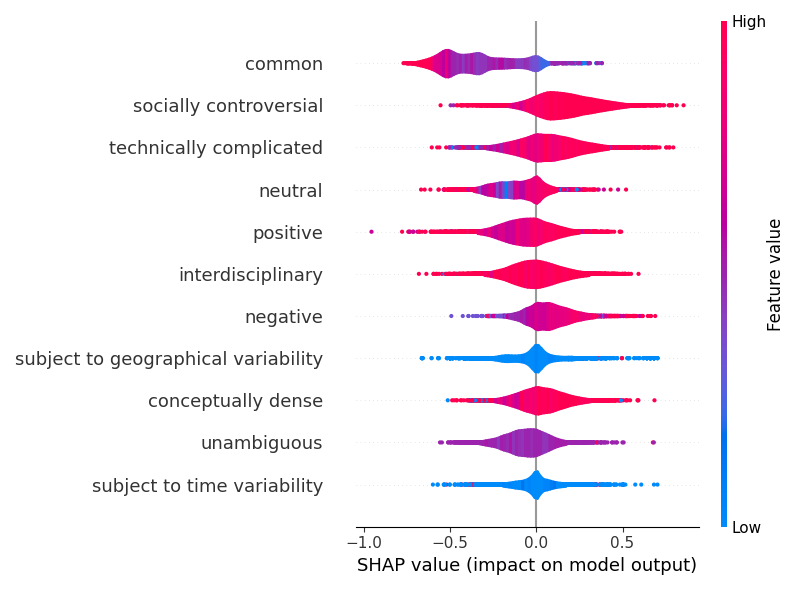 High
common
socially controversial
technically complicated
neutral
positive
interdisciplinary
negative
subject to geographical variability
conceptually dense
unambiguous
subject to time variability
Feature value
Low
−1.0 −0.5 0.0 0.5
SHAP value (impact on model output)